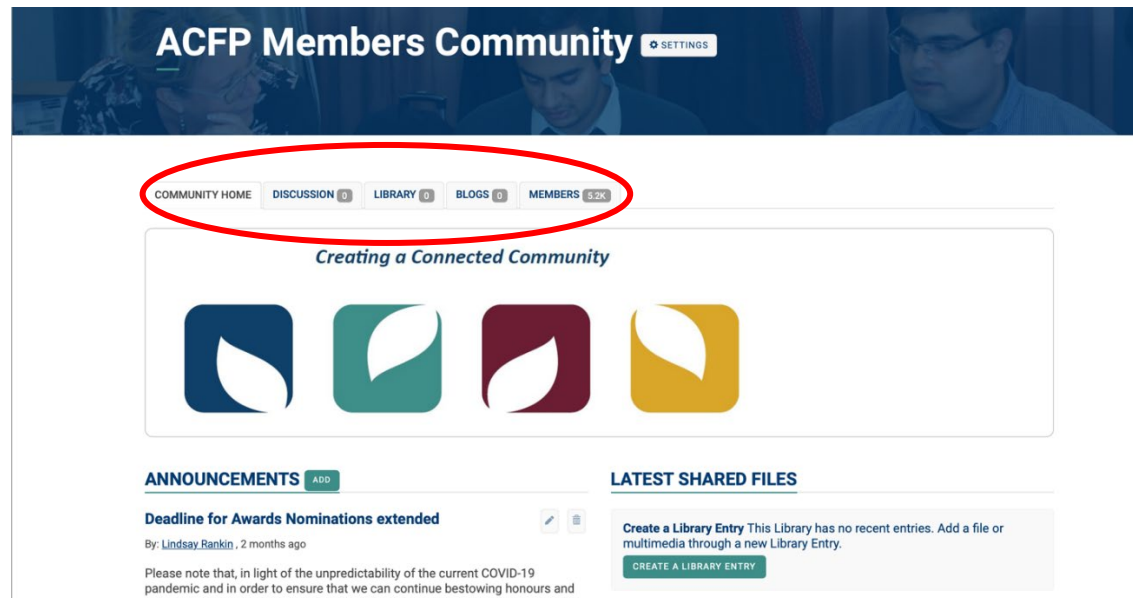 ACFP Members Community SETTINGS
COMMUNITY HOME DISCUSSION 0 LIBRARY 0 BLOGS 0 MEMBERS 5.2K
Creating a Connected Community
ANNOUNCEMENTS ADD
Deadline for Awards Nominations extended
By: Lindsay Rankin , 2 months ago
Please note that, in light of the unpredictability of the current COVID-19
pandemic and in order to ensure that we can continue bestowing honours and
LATEST SHARED FILES
Create a Library Entry This Library has no recent entries. Add a file or
multimedia through a new Library Entry.
CREATE A LIBRARY ENTRY